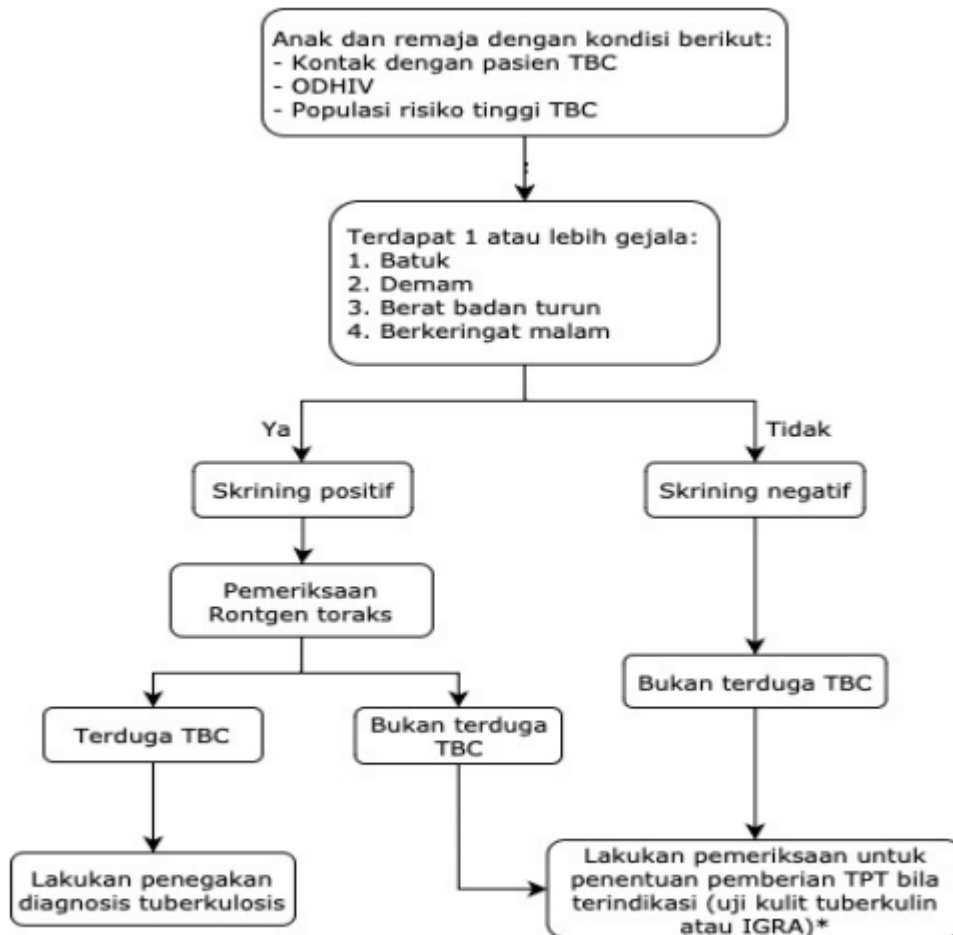 Anak dan remaja dengan kondisi berikut:
- Kontak dengan pasien TBC
- ODHIV
- Populasi risiko tinggi TBC
Terdapat 1 atau lebih gejala:
1. Batuk
2. Demam
3. Berat badan turun
4. Berkeringat malam
Ya
Tidak
Skrining positif
Skrining negatif
Pemeriksaan
Rontgen toraks
Bukan terduga TBC
Terduga TBC
Bukan terduga
TBC
Lakukan penegakan
diagnosis tuberkulosis
Lakukan pemeriksaan untuk
penentuan pemberian TPT bila
terindikasi (uji kulit tuberkulin
atau IGRA)*